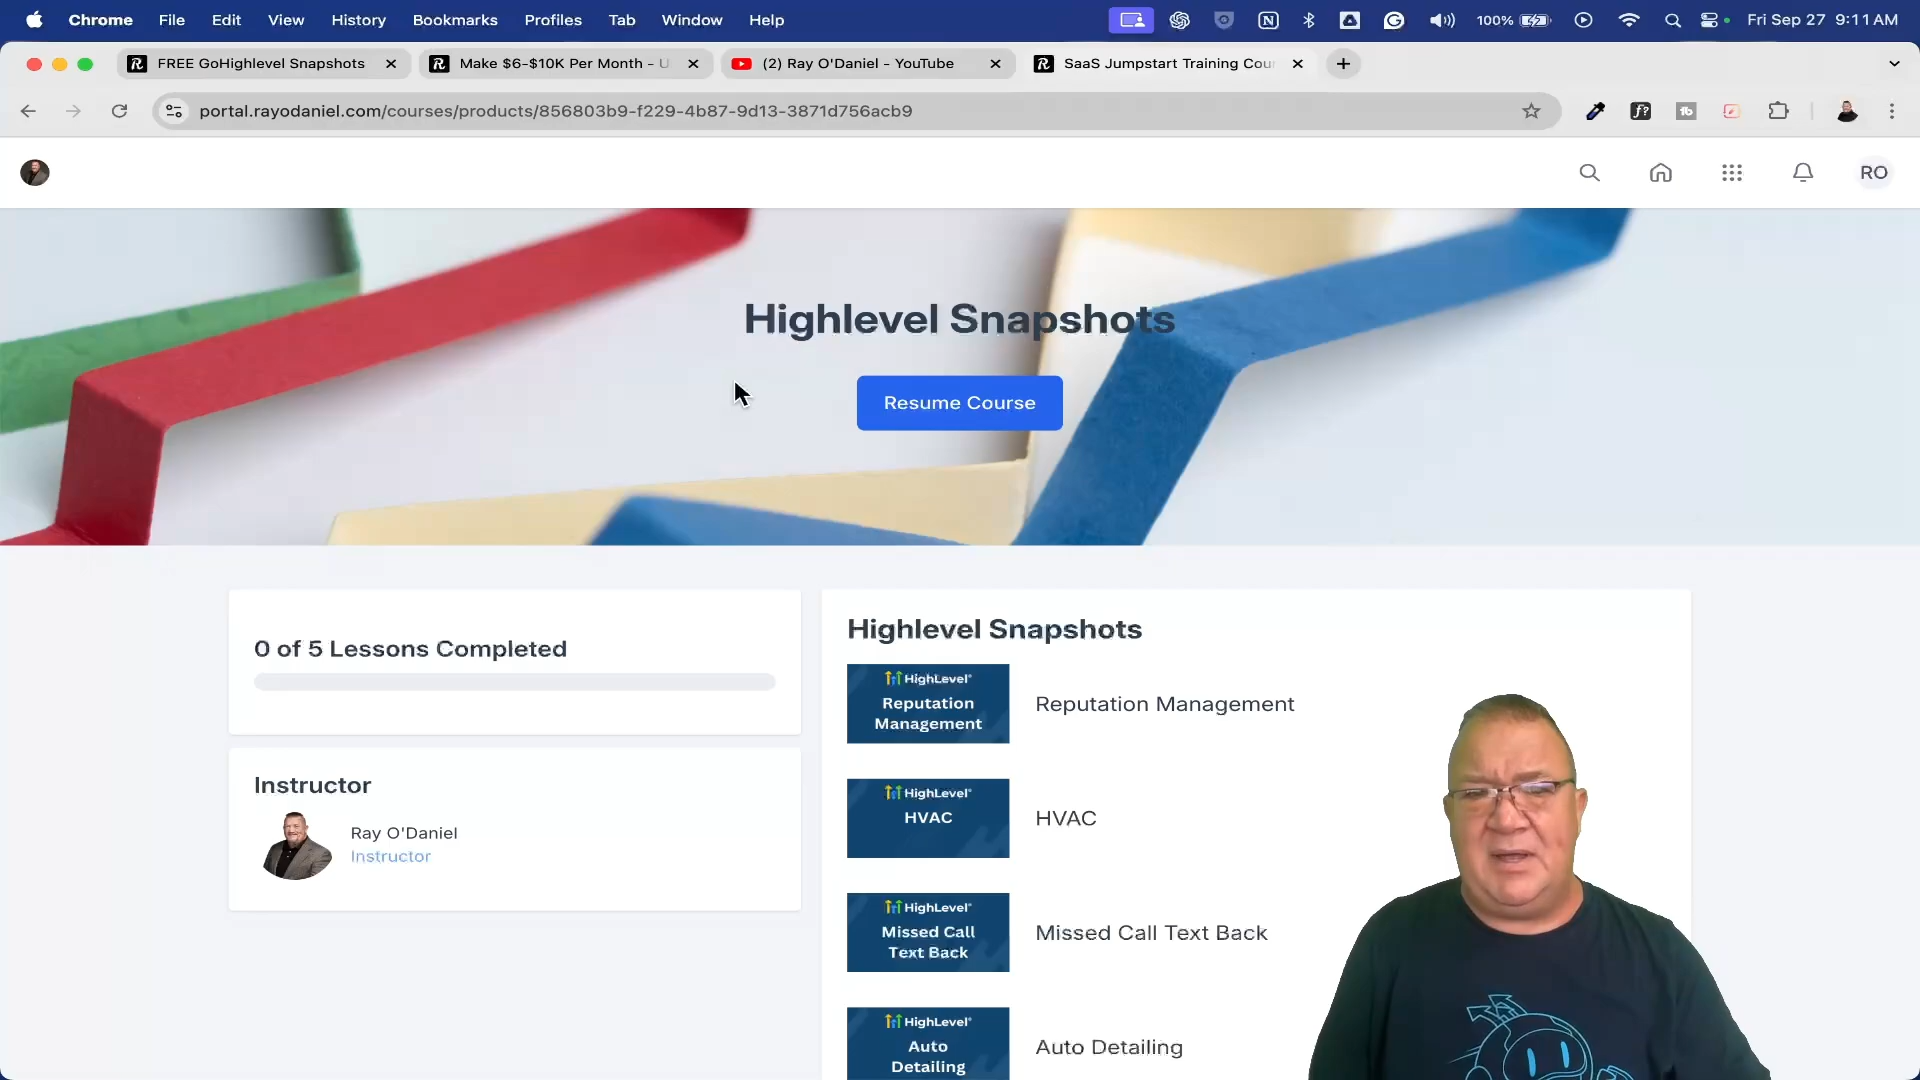 Chrome File Edit View History Bookmarks Profiles Tab Window Help 100% Fri Sep 27 9:11 AM
FREE GoHighlevel Snapshots Make $6-$10K Per Month - U (2) Ray O'Daniel - YouTube SaaS Jumpstart Training Cou
portal.rayodaniel.com/courses/products/856803b9-f229-4b87-9d13-3871d756acb9
RO
Highlevel Snapshots
Resume Course
0 of 5 Lessons Completed
Instructor
Ray O'Daniel
Instructor
Highlevel Snapshots
HighLevel
Reputation
Management
Reputation Management
HighLevel
HVAC
HVAC
HighLevel
Missed Call
Text Back
Missed Call Text Back
HighLevel
Auto
Detailing
Auto Detailing